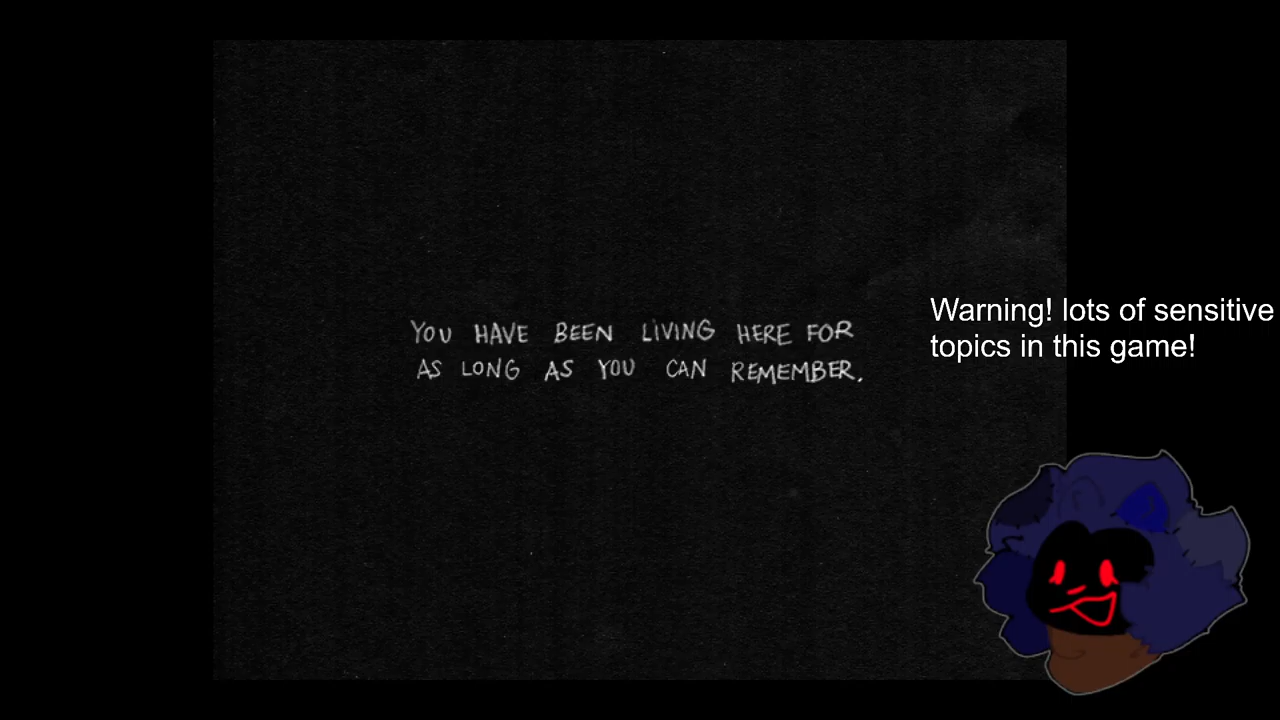 YOU HAVE BEEN LIVING HERE FOR
AS LONG AS YOU CAN REMEMBER.
Warning! lots of sensitive
topics in this game!